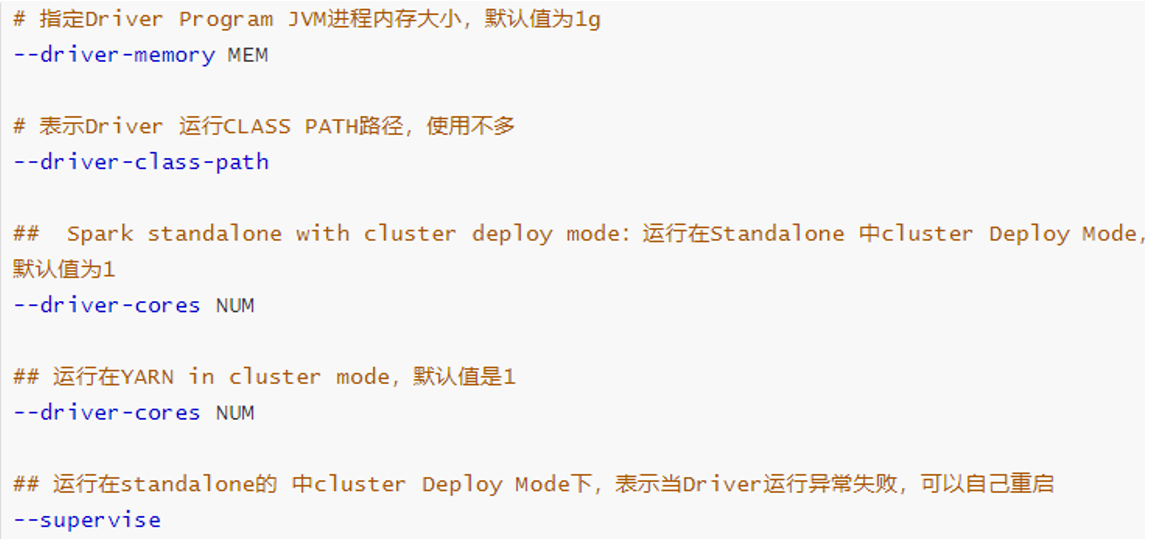 # 指定Driver Program JVM进程内存大小，默认值为1g
--driver-memory MEM
# 表示Driver 运行CLASS PATH路径，使用不多
--driver-class-path
##  Spark standalone with cluster deploy mode：运行在Standalone 中cluster Deploy Mode，
默认值为1
--driver-cores NUM
## 运行在YARN in cluster mode，默认值是1
--driver-cores NUM
## 运行在standalone的 中cluster Deploy Mode下，表示当Driver运行异常失败，可以自己重启
--supervise